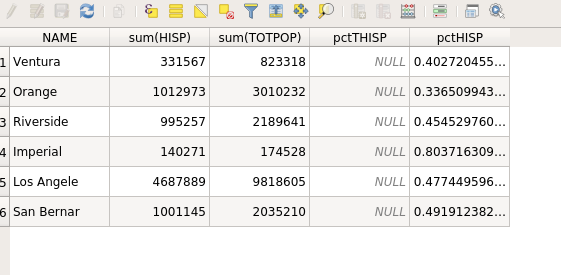 NAME sum(HISP) sum(TOTPOP) pctTHISP pctHISP
1 Ventura 331567 823318 NULL 0.402720455...
2 Orange 1012973 3010232 NULL 0.336509943...
3 Riverside 995257 2189641 NULL 0.454529760...
4 Imperial 140271 174528 NULL 0.803716309...
5 Los Angele 4687889 9818605 NULL 0.477449596...
6 San Bernar 1001145 2035210 NULL 0.491912382...